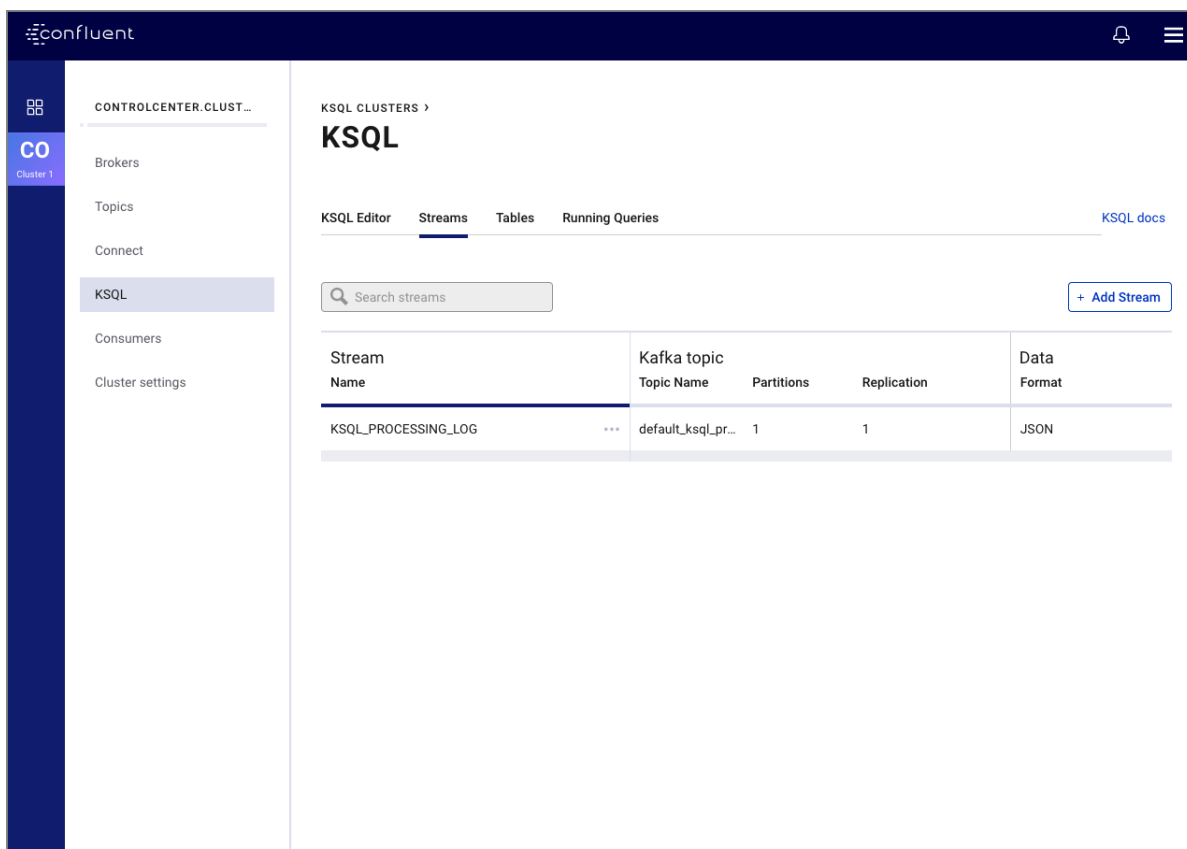 confluent
CONTROLCENTER.CLUST...
CO
Cluster 1
Brokers
Topics
Connect
KSQL
Consumers
Cluster settings
KSQL CLUSTERS ›
KSQL
KSQL Editor Streams Tables Running Queries KSQL docs
Search streams + Add Stream
Stream Kafka topic Data
Name Topic Name Partitions Replication Format
KSQL_PROCESSING_LOG ... default_ksql_pr... 1 1 JSON